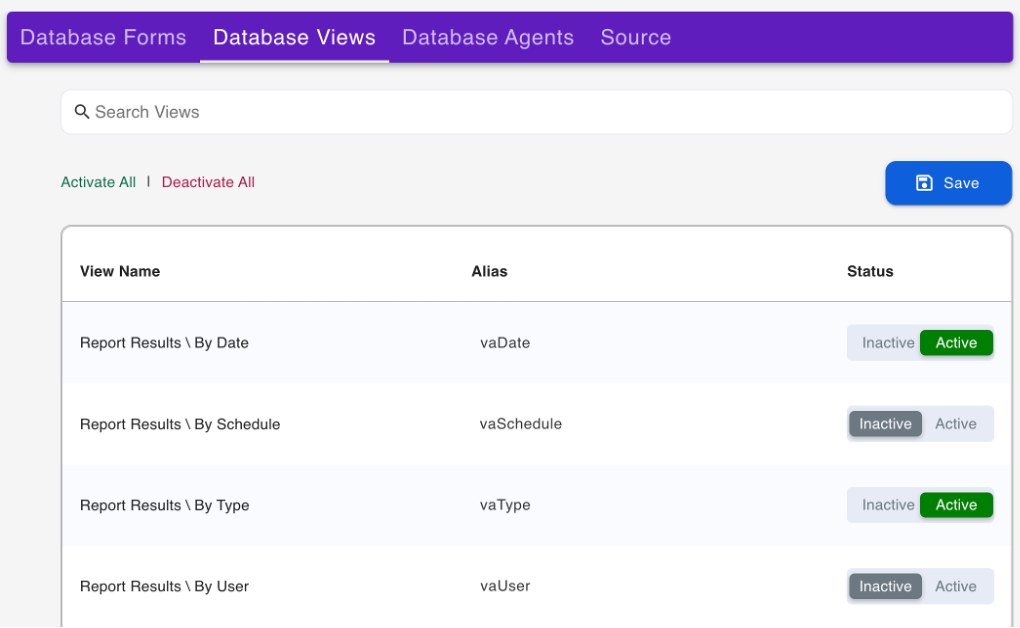 Database Forms Database Views Database Agents Source
Search Views
Activate All | Deactivate All Save
View Name Alias Status
Report Results \ By Date vaDate Inactive Active
Report Results \ By Schedule vaSchedule Inactive Active
Report Results \ By Type vaType Inactive Active
Report Results \ By User vaUser Inactive Active